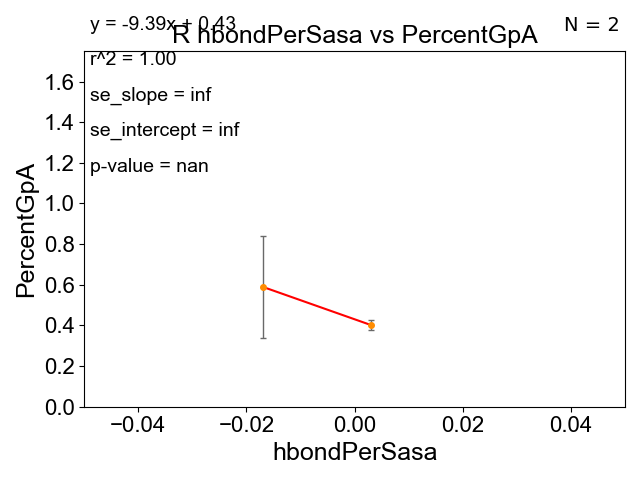 y = -9.39x + 0.43
N = 2
R hbondPerSasa vs PercentGpA
r^2 = 1.00
se_slope = inf
se_intercept = inf
p-value = nan
PercentGpA
1.6
1.4
1.2
1.0
0.8
0.6
0.4
0.2
0.0
−0.04 −0.02 0.00 0.02 0.04
hbondPerSasa